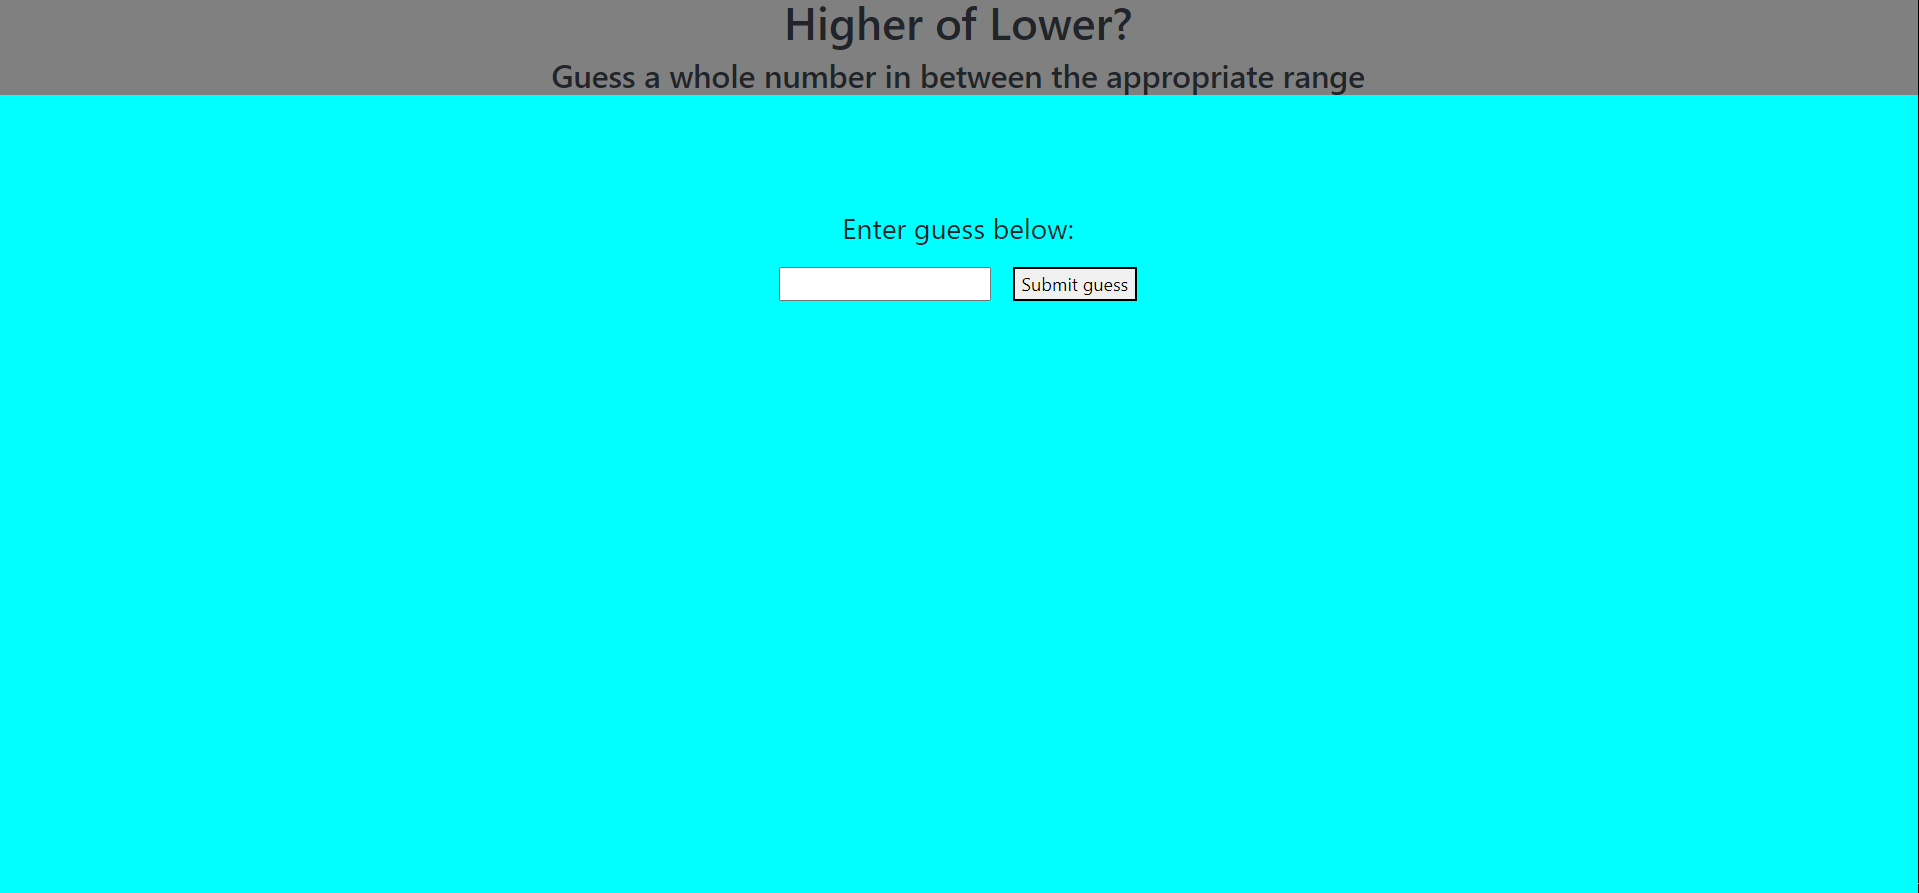 Higher of Lower?
Guess a whole number in between the appropriate range
Enter guess below:
Submit guess